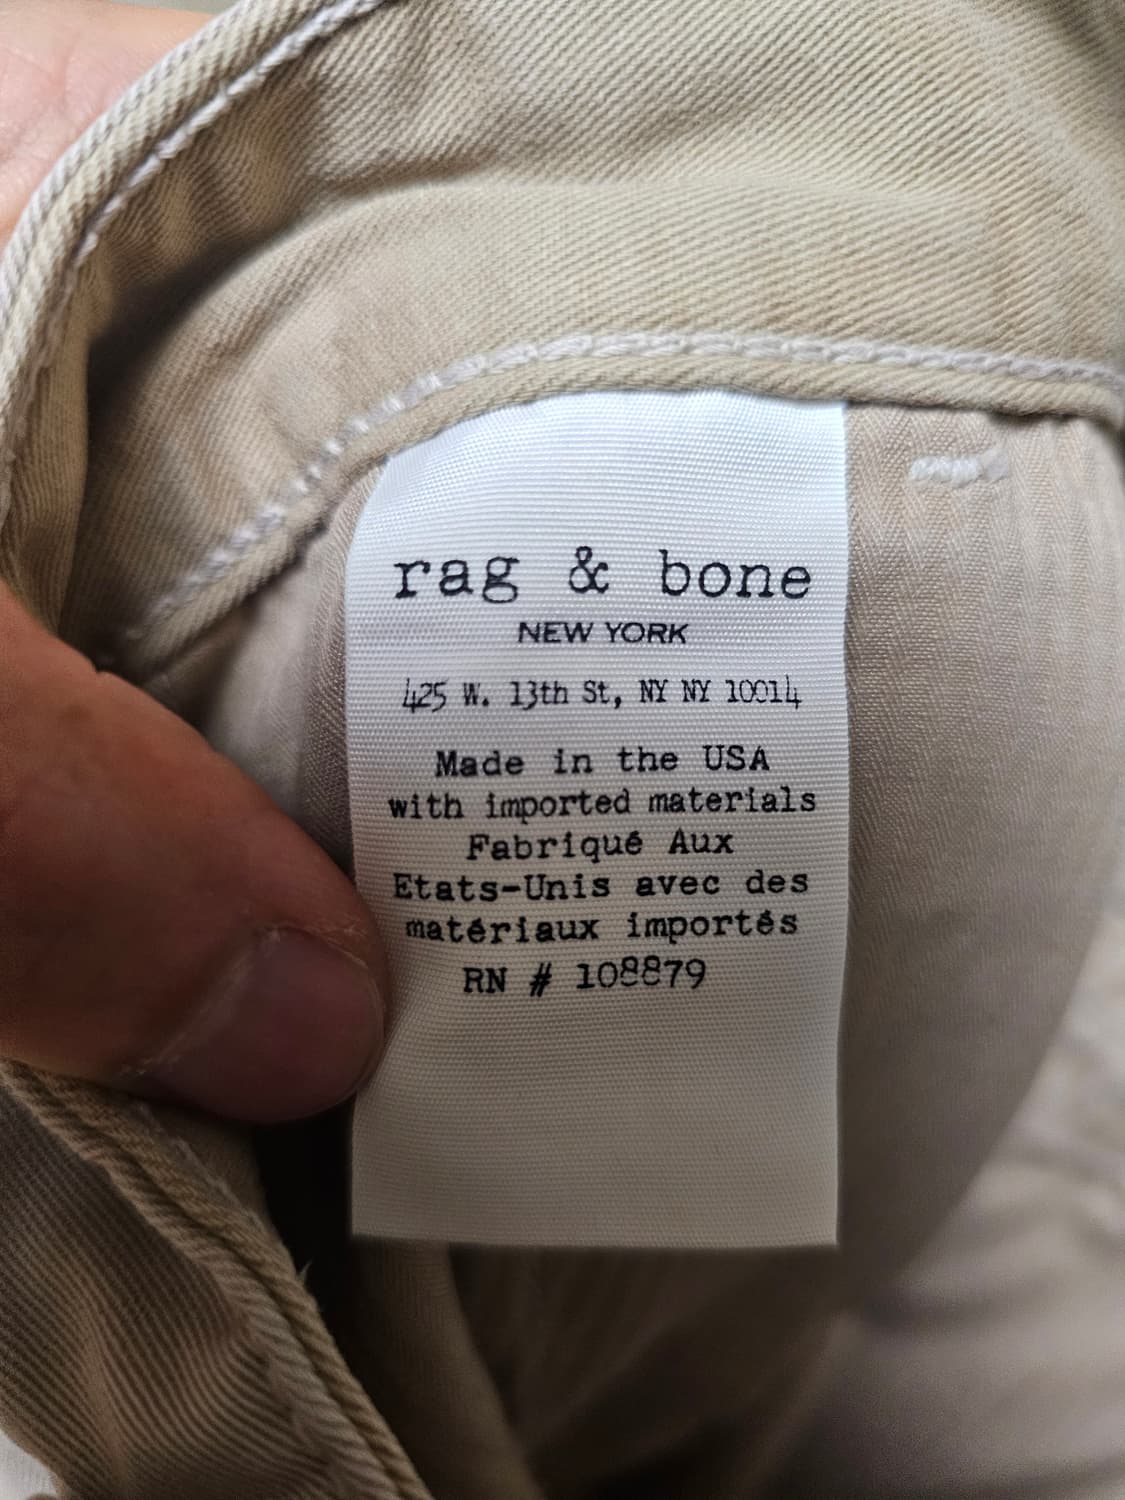 rag & bone
NEW YORK
425 W. 13th St, NY NY 10014
Made in the USA
with imported materials
Fabriqué Aux
Etats-Unis avec des
matériaux importés
RN # 108879